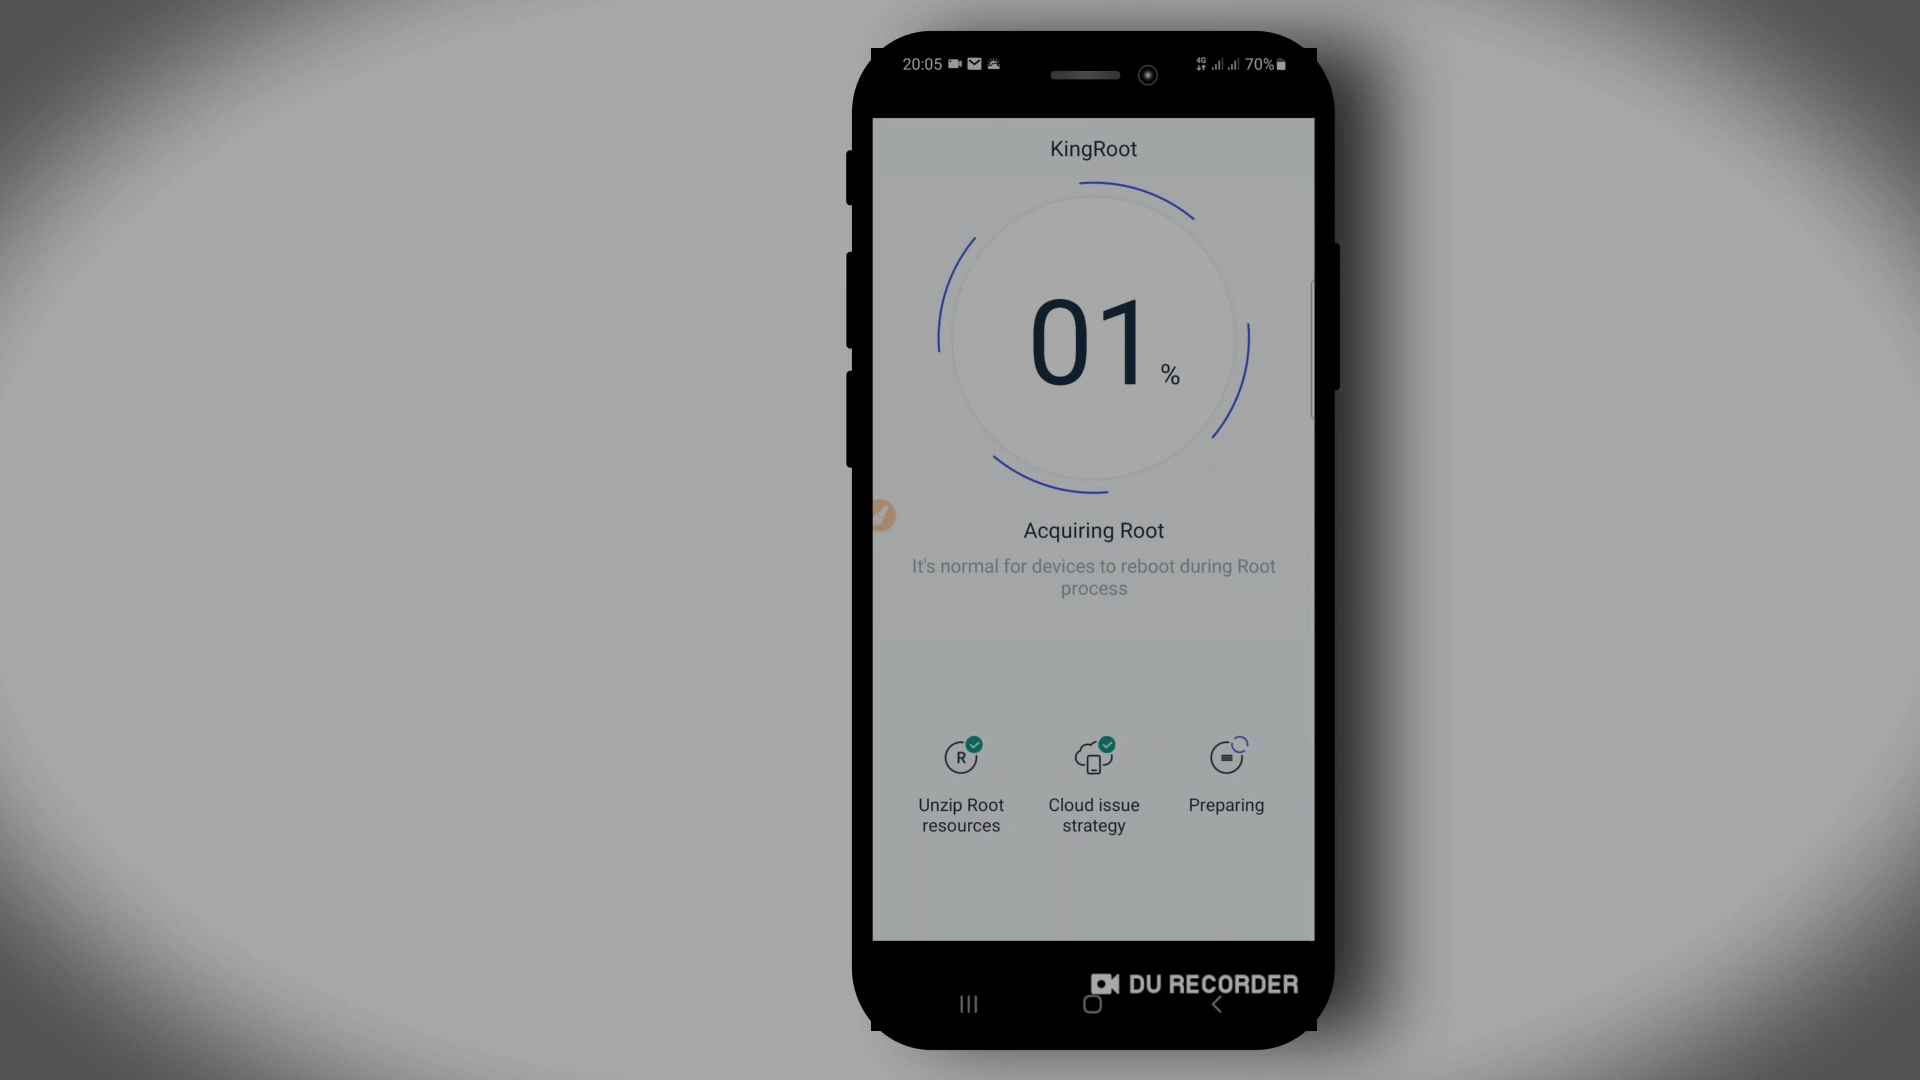 20:05 4G 70%
KingRoot
01 %
Acquiring Root
It's normal for devices to reboot during Root
process
R
Unzip Root
resources
Cloud issue
strategy
Preparing
DU RECORDER